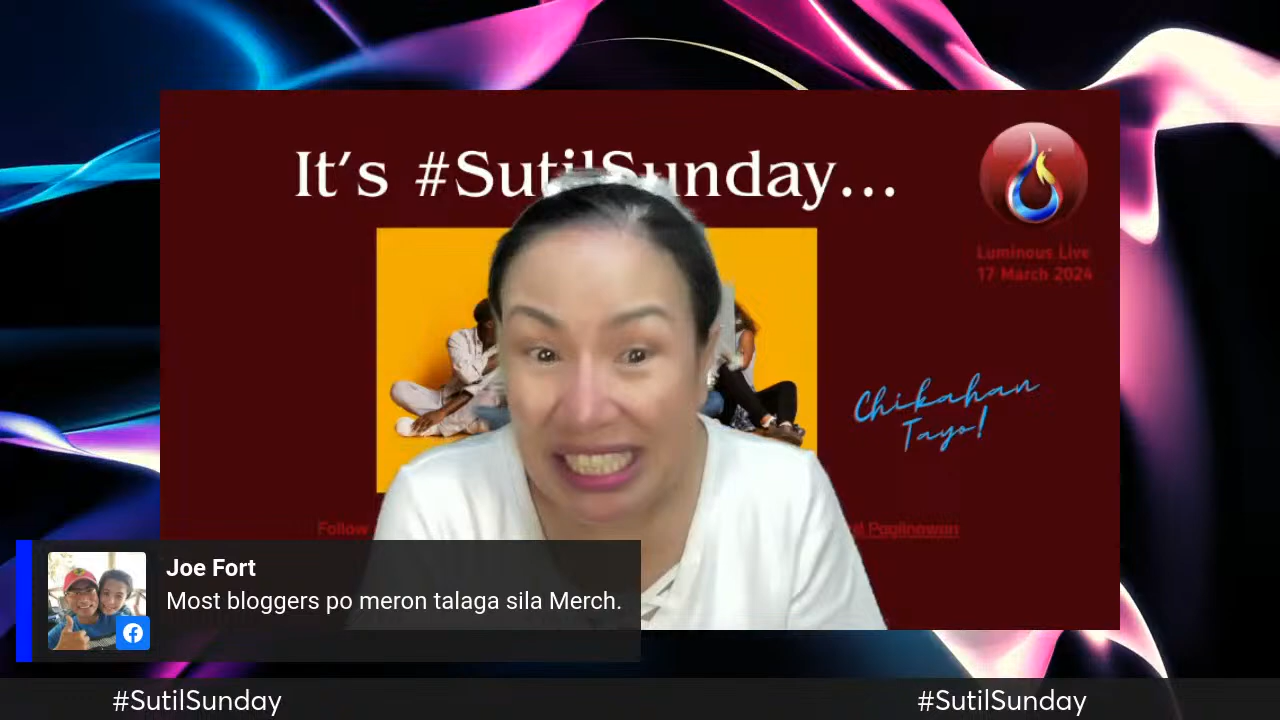 It's #SutilSunday...
Luminous Live
17 March 2024
Chikahan
Tayo!
Follow
Joe Fort
Most bloggers po meron talaga sila Merch.
#SutilSunday
#SutilSunday